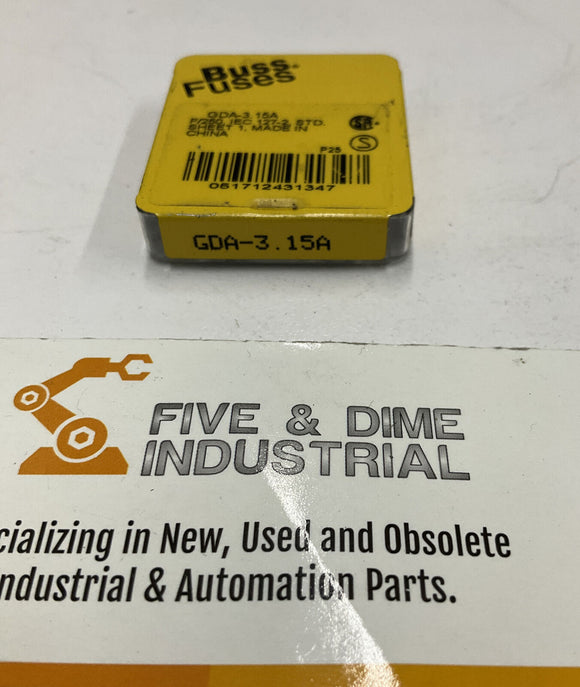 Buss®
Fuses
GDA-3.15A
F/250, IEC 127-2, STD.
SHEET 1, MADE IN
CHINA
P25
S
051712431347
GDA-3.15A
FIVE & DIME
INDUSTRIAL
cializing in New, Used and Obsolete
ndustrial & Automation Parts.